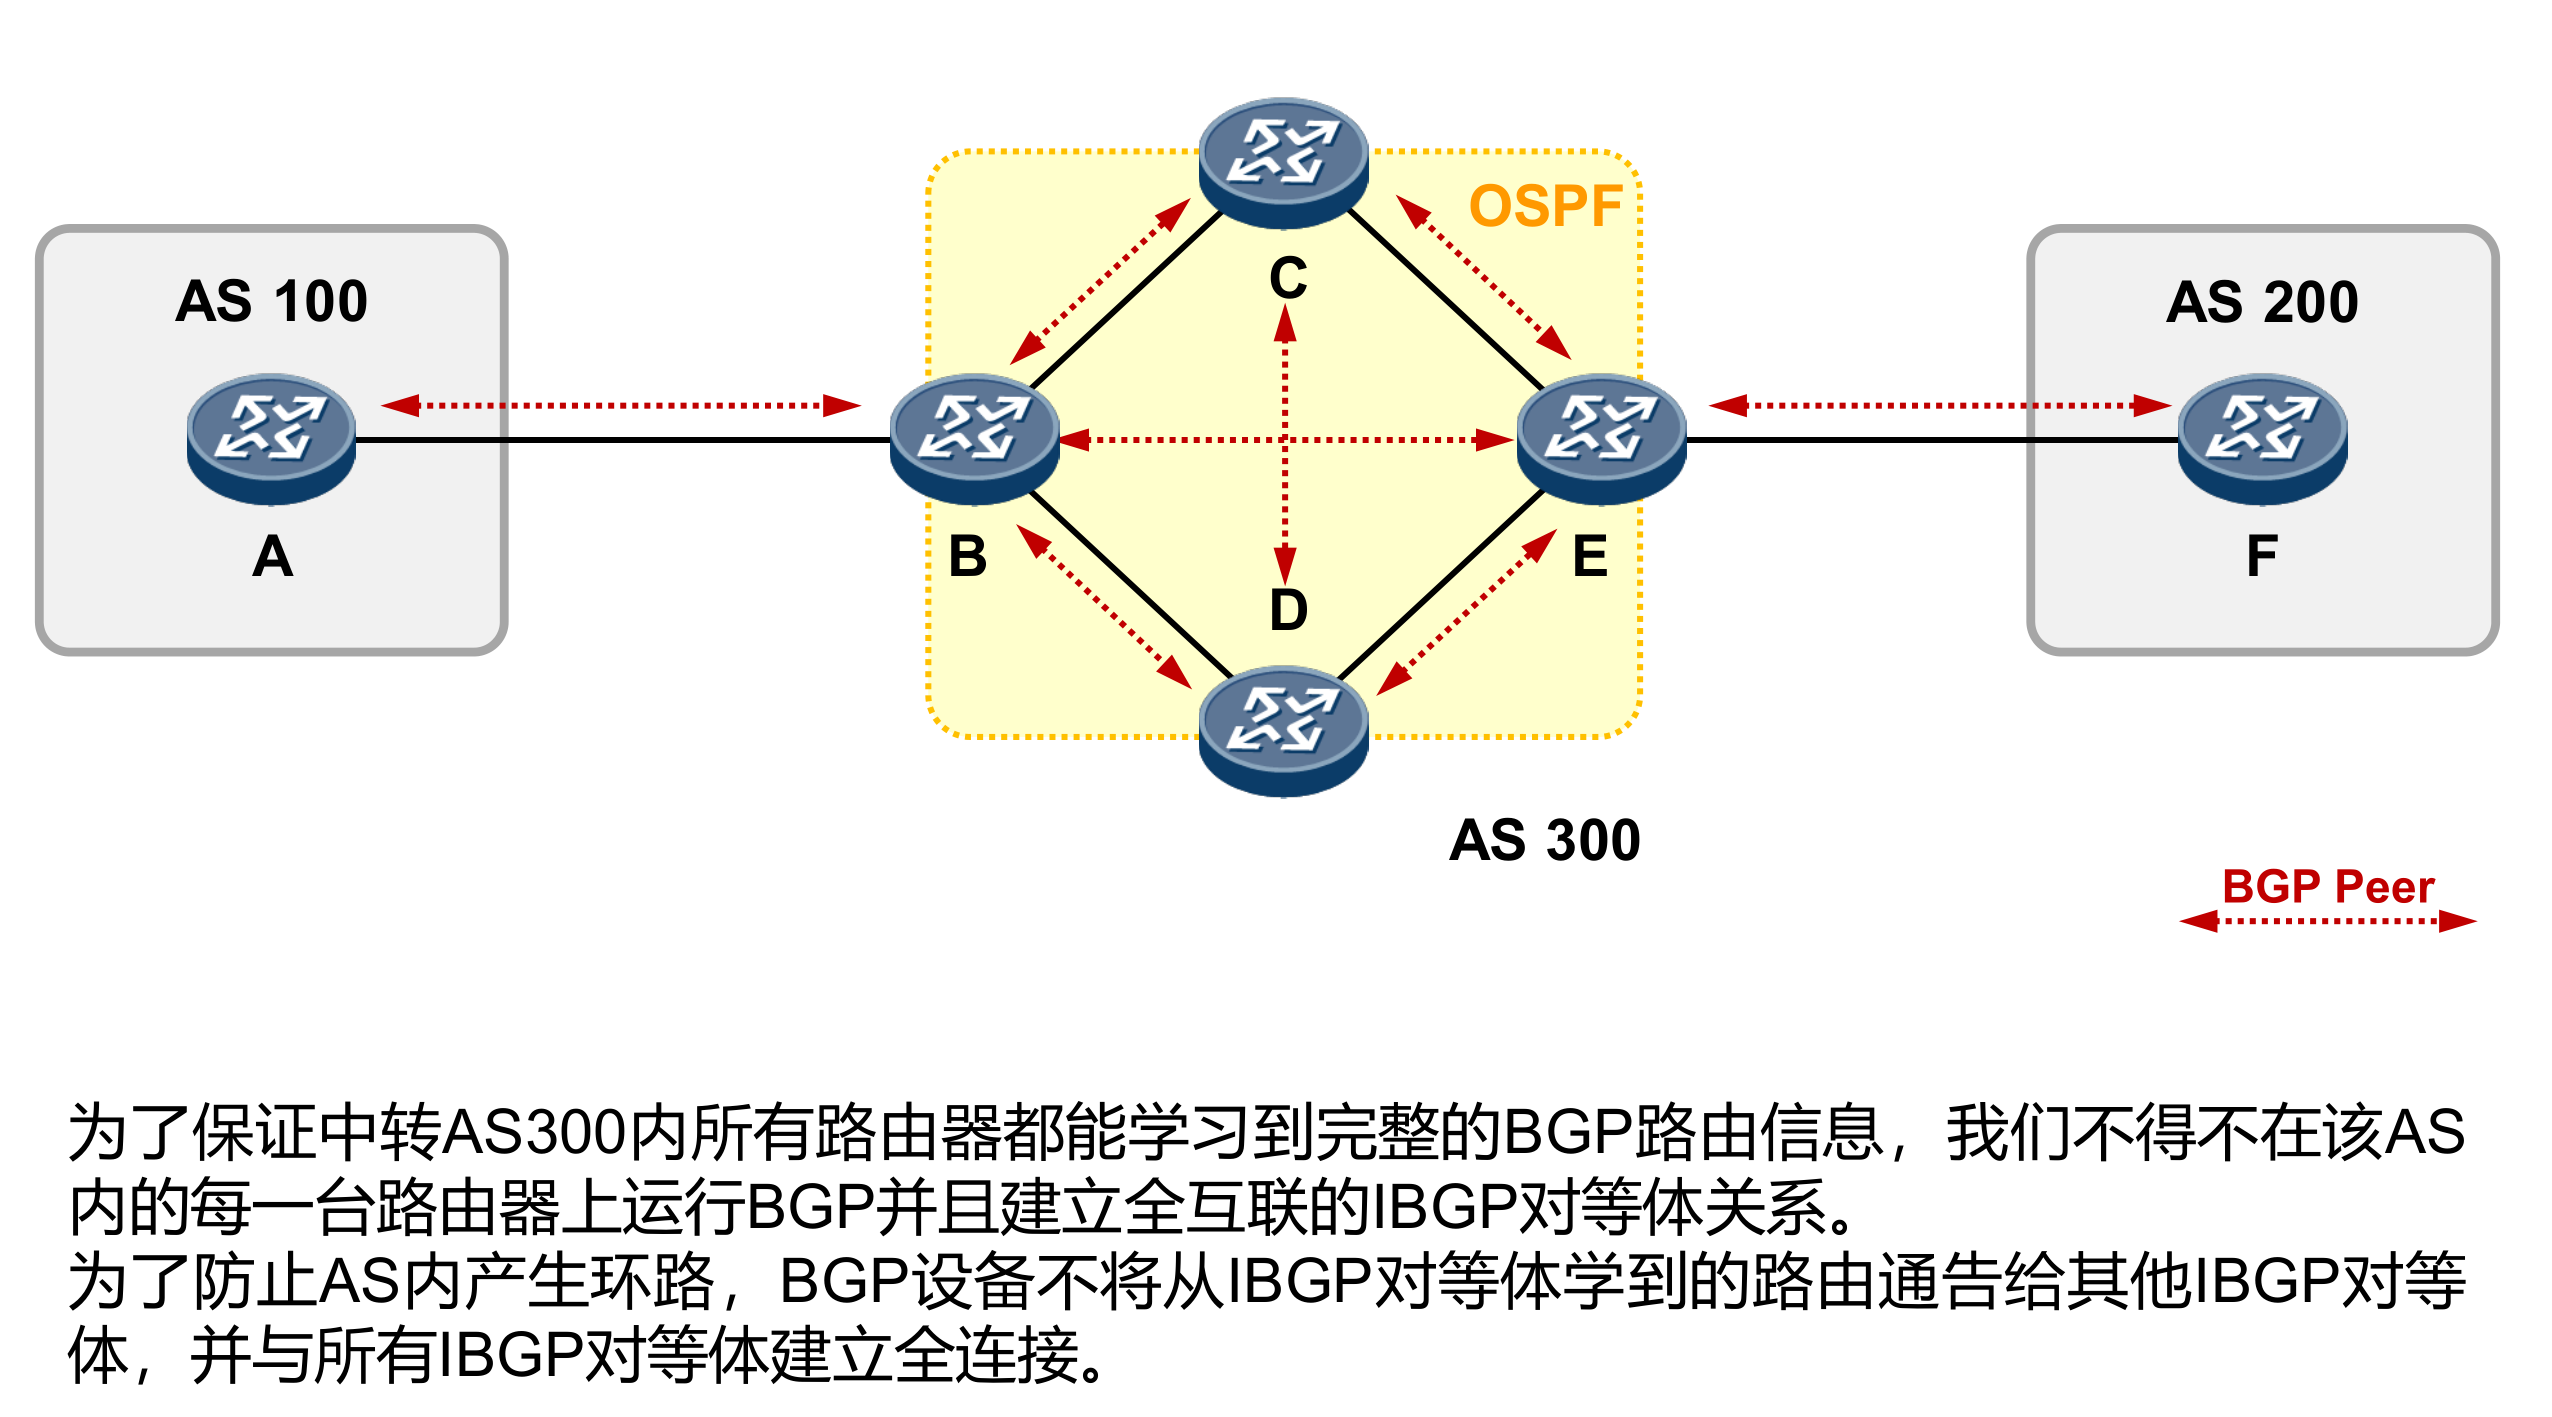 OSPF
AS 100
C
AS 200
A
B
E
F
D
AS 300
BGP Peer
为了保证中转AS300内所有路由器都能学习到完整的BGP路由信息，我们不得不在该AS
内的每一台路由器上运行BGP并且建立全互联的IBGP对等体关系。
为了防止AS内产生环路，BGP设备不将从IBGP对等体学到的路由通告给其他IBGP对等
体，并与所有IBGP对等体建立全连接。